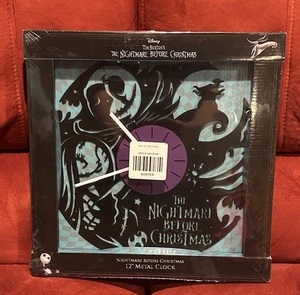 Disney
Tim Burton's
The Nightmare Before Christmas
THE
NIGHTMARE
BEFORE
CHRISTMAS
Nightmare Before Christmas
12" Metal Clock